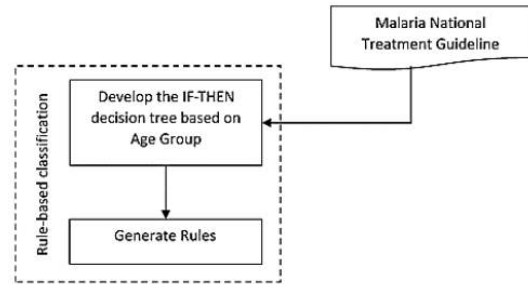 Malaria National
Treatment Guideline
Rule-based classification
Develop the IF-THEN
decision tree based on
Age Group
Generate Rules